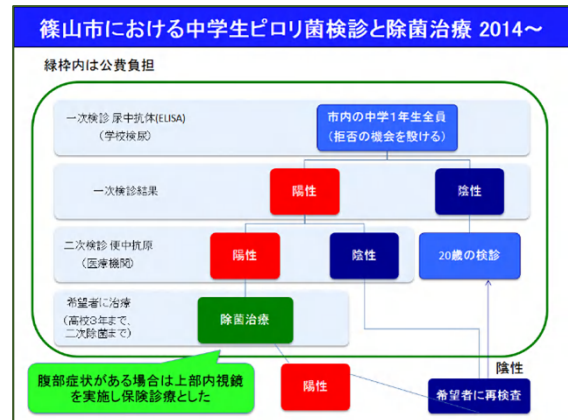 篠山市における中学生ピロリ菌検診と除菌治療 2014～
緑枠内は公費負担
一次検診 尿中抗体(ELISA)
（学校検尿）
市内の中学1年生全員
（拒否の機会を設ける）
一次検診結果
陽性
陰性
二次検診 便中抗原
（医療機関）
陽性
陰性
20歳の検診
希望者に治療
（高校3年まで、
二次除菌まで）
除菌治療
腹部症状がある場合は上部内視鏡
を実施し保険診療とした
陽性
陰性
希望者に再検査